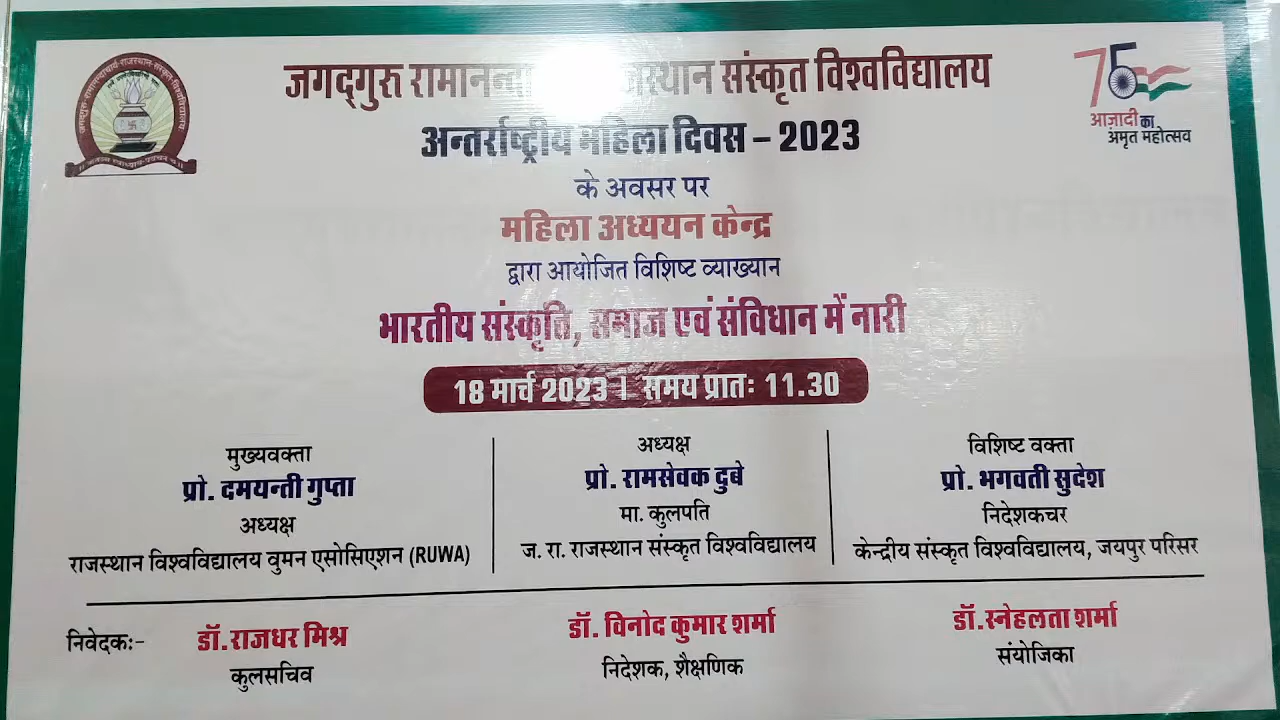 जगद्गुरु रामानन्दा राजस्थान संस्कृत विश्वविद्यालय
अन्तर्राष्ट्रीय महिला दिवस – 2023
के अवसर पर
महिला अध्ययन केन्द्र
द्वारा आयोजित विशिष्ट व्याख्यान
भारतीय संस्कृति, समाज एवं संविधान में नारी
18 मार्च 2023 | समय प्रातः 11.30
75
आज़ादी का
अमृत महोत्सव
मुख्यवक्ता
प्रो. दमयन्ती गुप्ता
अध्यक्ष
राजस्थान विश्वविद्यालय वुमन एसोसिएशन (RUWA)
अध्यक्ष
प्रो. रामसेवक दुबे
मा. कुलपति
ज. रा. राजस्थान संस्कृत विश्वविद्यालय
विशिष्ट वक्ता
प्रो. भगवती सुदेश
निदेशकचर
केन्द्रीय संस्कृत विश्वविद्यालय, जयपुर परिसर
निवेदकः-
डॉ. राजधर मिश्र
कुलसचिव
डॉ. विनोद कुमार शर्मा
निदेशक, शैक्षणिक
डॉ. स्नेहलता शर्मा
संयोजिका